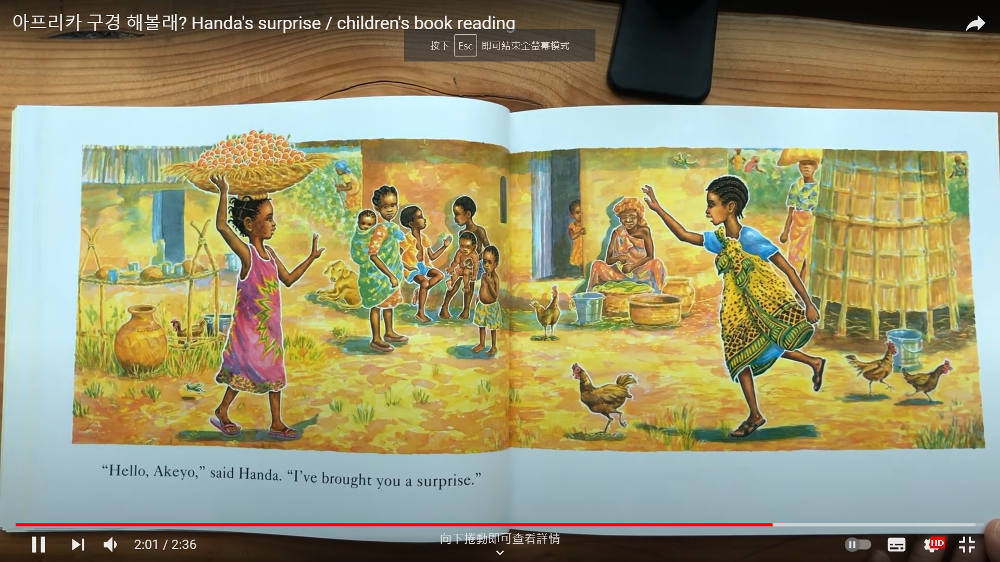 아프리카 구경 해볼래? Handa's surprise / children's book reading
按下 Esc 即可結束全螢幕模式
“Hello, Akeyo,” said Handa. “I’ve brought you a surprise.”
2:01 / 2:36
向下捲動即可查看詳情
HD